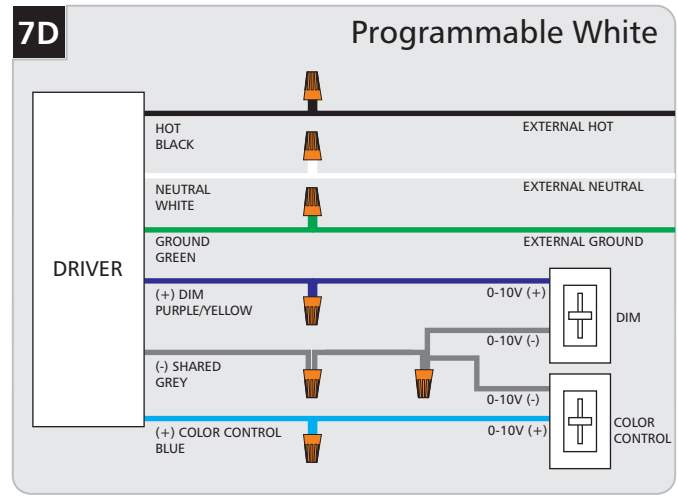 7D
Programmable White
HOT
BLACK
EXTERNAL HOT
NEUTRAL
WHITE
EXTERNAL NEUTRAL
GROUND
GREEN
EXTERNAL GROUND
DRIVER
(+) DIM
PURPLE/YELLOW
0-10V (+)
DIM
0-10V (-)
(-) SHARED
GREY
0-10V (-)
(+) COLOR CONTROL
BLUE
0-10V (+)
COLOR
CONTROL